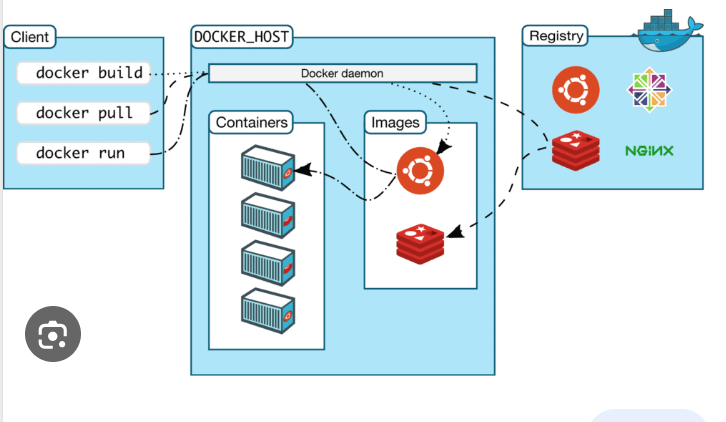 Client
docker build
docker pull
docker run
DOCKER_HOST
Docker daemon
Containers
Images
Registry
NGiNX